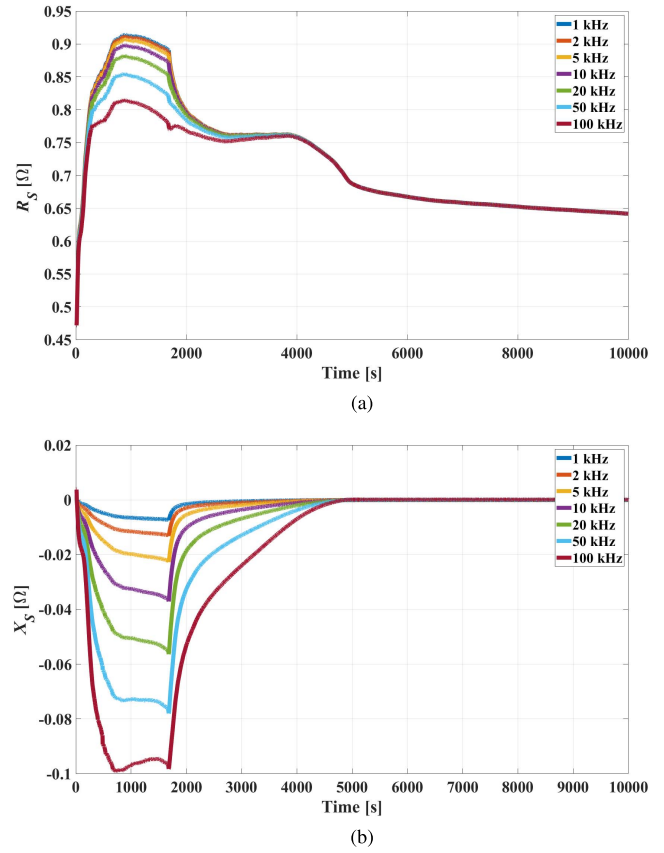 0.95
0.9
0.85
0.8
0.75
0.7
0.65
0.6
0.55
0.5
0.45
R_S [Ω]
1 kHz
2 kHz
5 kHz
10 kHz
20 kHz
50 kHz
100 kHz
0 2000 4000 6000 8000 10000
Time [s]
(a)
0.02
0
-0.02
-0.04
-0.06
-0.08
-0.1
X_S [Ω]
1 kHz
2 kHz
5 kHz
10 kHz
20 kHz
50 kHz
100 kHz
0 1000 2000 3000 4000 5000 6000 7000 8000 9000 10000
Time [s]
(b)